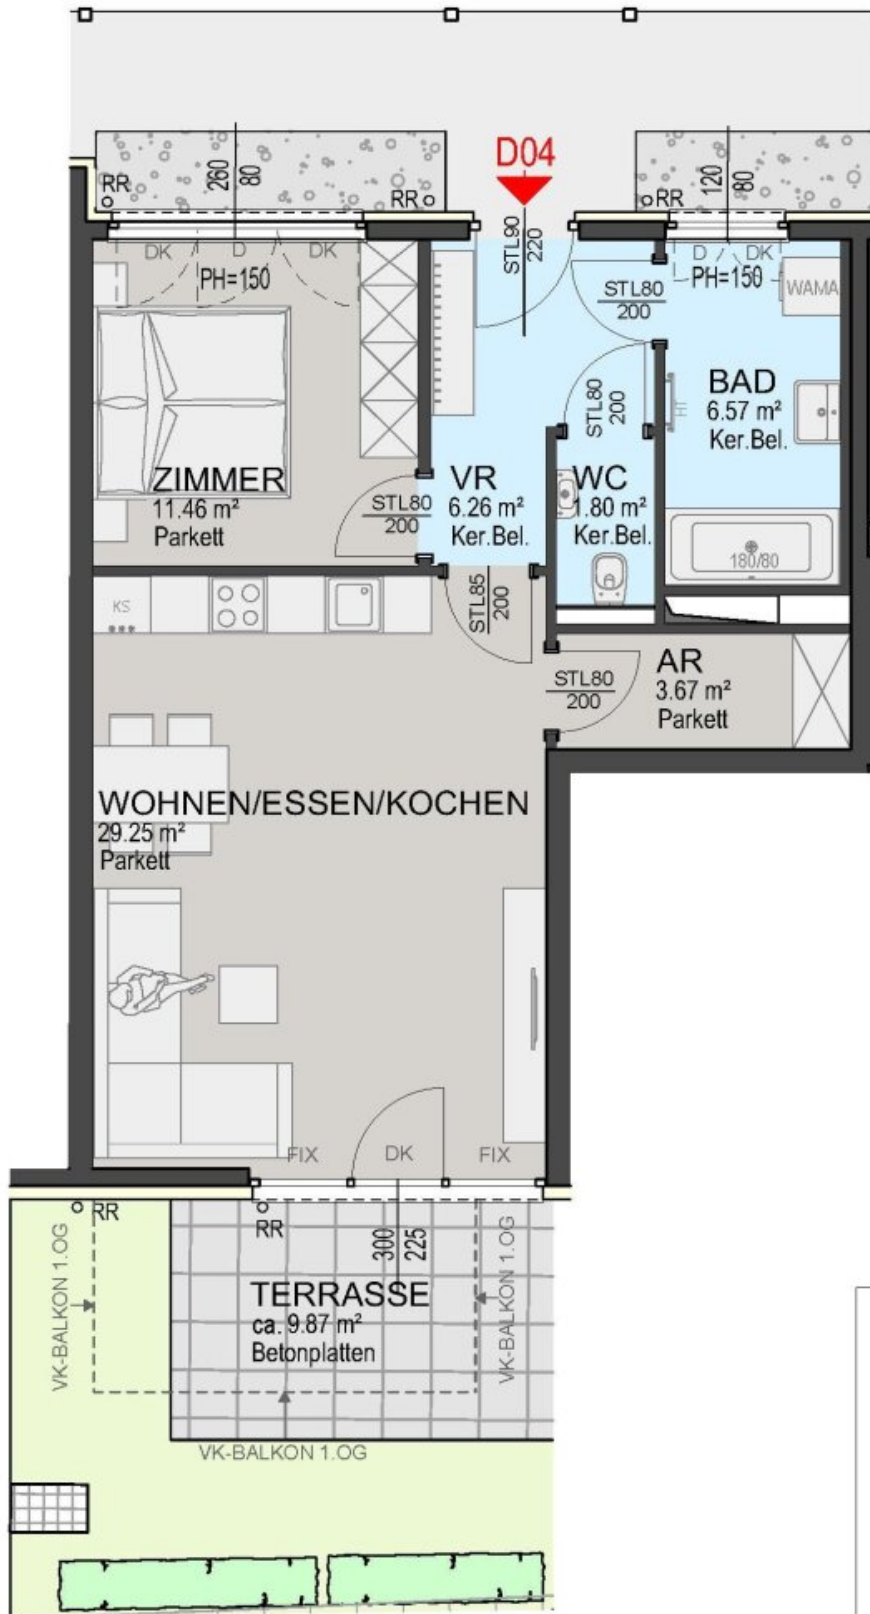 D04
260
80
RR
RR
RR
120
80
STL90
220
DK
D
DK
PH=150
D
DK
PH=150
STL80
200
WAMA
BAD
6.57 m²
Ker.Bel.
HT
STL80
200
ZIMMER
11.46 m²
Parkett
STL80
200
VR
6.26 m²
Ker.Bel.
WC
1.80 m²
Ker.Bel.
180/80
KS
STL85
200
AR
3.67 m²
Parkett
STL80
200
WOHNEN/ESSEN/KOCHEN
29.25 m²
Parkett
FIX
DK
FIX
RR
RR
300
225
VK-BALKON 1.OG
VK-BALKON 1.OG
TERRASSE
ca. 9.87 m²
Betonplatten
VK-BALKON 1.OG